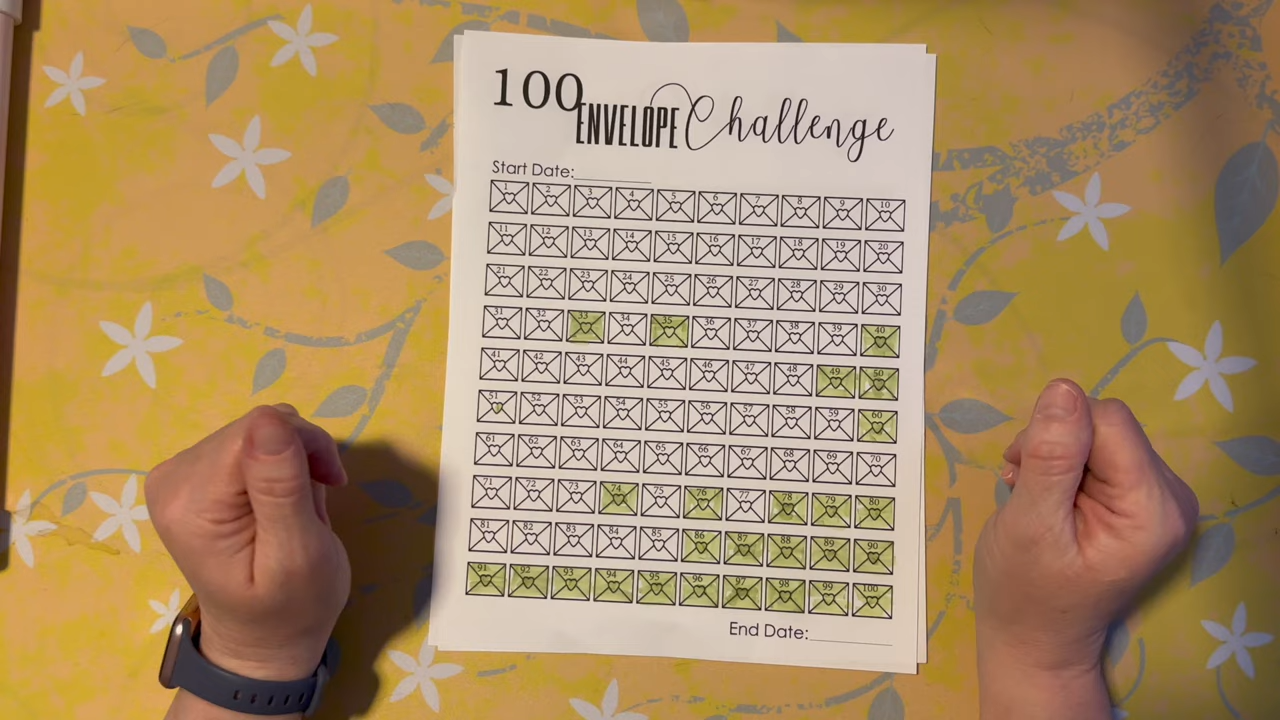 100 ENVELOPE Challenge
Start Date:________
1 2 3 4 5 6 7 8 9 10
11 12 13 14 15 16 17 18 19 20
21 22 23 24 25 26 27 28 29 30
31 32 33 34 35 36 37 38 39 40
41 42 43 44 45 46 47 48 49 50
51 52 53 54 55 56 57 58 59 60
61 62 63 64 65 66 67 68 69 70
71 72 73 74 75 76 77 78 79 80
81 82 83 84 85 86 87 88 89 90
91 92 93 94 95 96 97 98 99 100
End Date:________